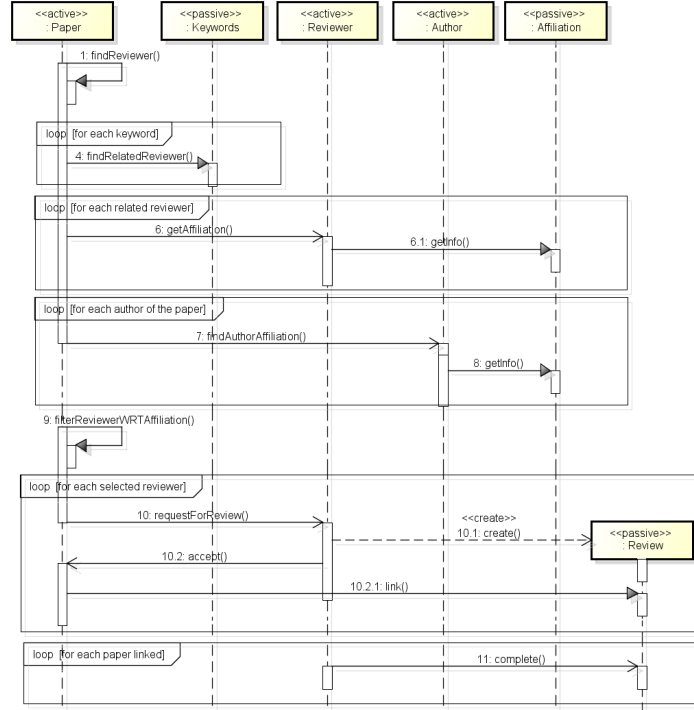 <<active>> <<passive>> <<active>> <<active>> <<passive>>
: Paper : Keywords : Reviewer : Author : Affiliation
1: findReviewer()
loop [for each keyword]
4: findRelatedReviewer()
loop [for each related reviewer]
6: getAffiliation()
6.1: getInfo()
loop [for each author of the paper]
7: findAuthorAffiliation()
8: getInfo()
9: filterReviewerWRTAffiliation()
loop [for each selected reviewer]
10: requestForReview()
<<create>>
10.1: create()
<<passive>>
: Review
10.2: accept()
10.2.1: link()
loop [for each paper linked]
11: complete()